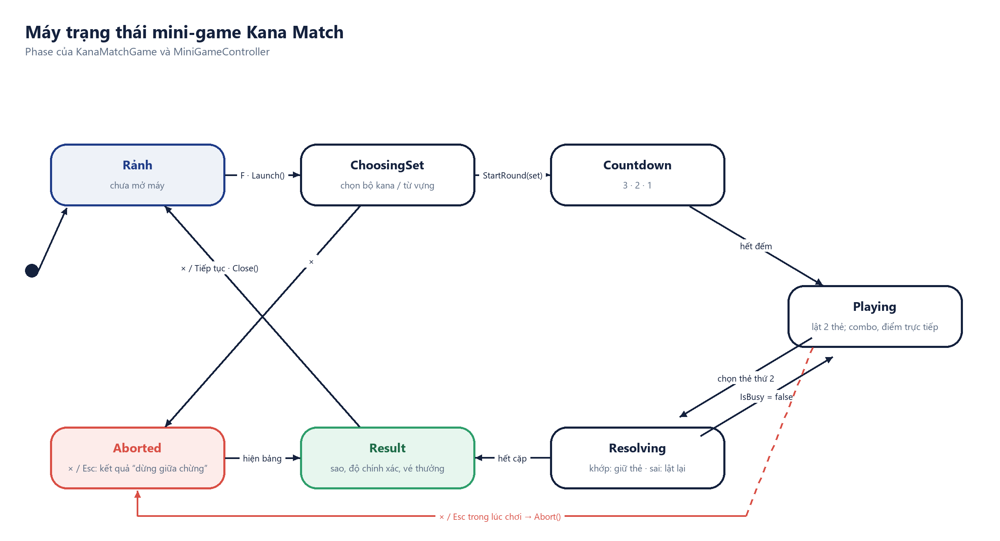 Máy trạng thái mini-game Kana Match
Phase của KanaMatchGame và MiniGameController
Rảnh
chưa mở máy
F · Launch()
ChoosingSet
chọn bộ kana / từ vựng
StartRound(set)
Countdown
3 · 2 · 1
hết đếm
× / Tiếp tục · Close()
×
Playing
lật 2 thẻ; combo, điểm trực tiếp
chọn thẻ thứ 2
IsBusy = false
Aborted
× / Esc: kết quả “dừng giữa chừng”
hiện bảng
Result
sao, độ chính xác, vé thưởng
hết cặp
Resolving
khớp: giữ thẻ · sai: lật lại
× / Esc trong lúc chơi → Abort()